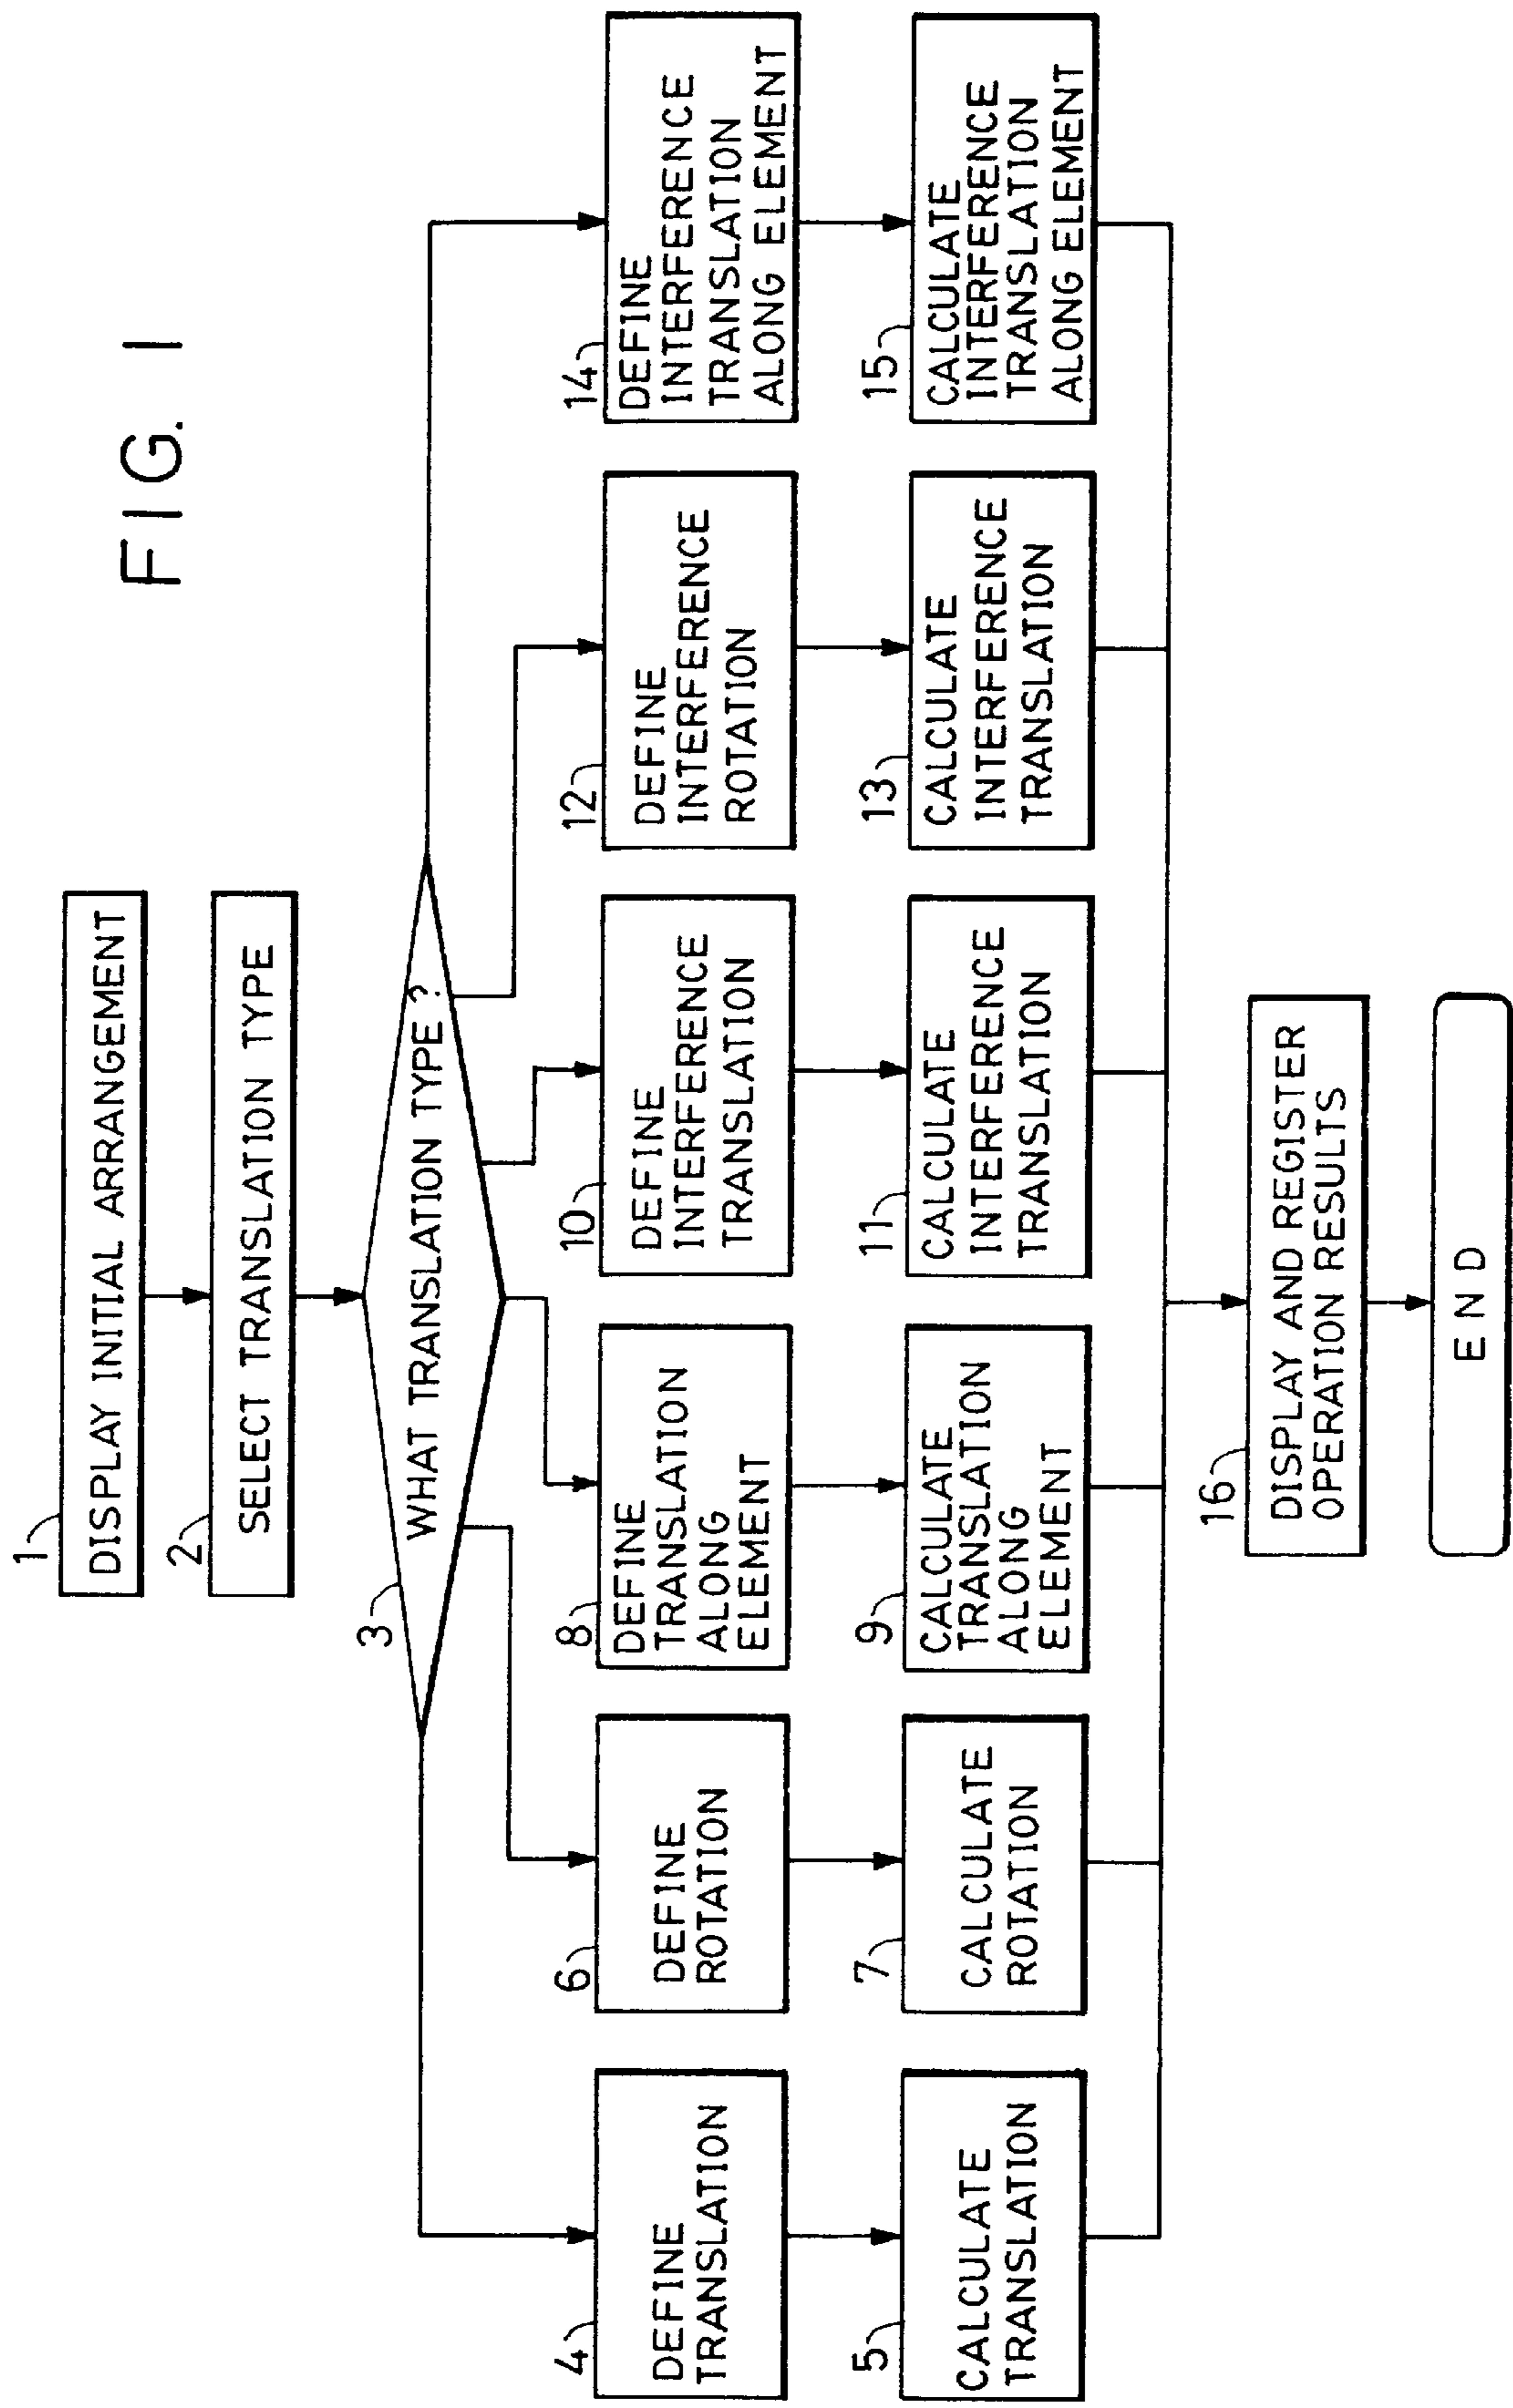 FIG. 1
1
DISPLAY INITIAL ARRANGEMENT
2
SELECT TRANSLATION TYPE
3
WHAT TRANSLATION TYPE ?
4
DEFINE
TRANSLATION
5
CALCULATE
TRANSLATION
6
DEFINE
ROTATION
7
CALCULATE
ROTATION
8
DEFINE
TRANSLATION
ALONG
ELEMENT
9
CALCULATE
TRANSLATION
ALONG
ELEMENT
10
DEFINE
INTERFERENCE
TRANSLATION
11
CALCULATE
INTERFERENCE
TRANSLATION
12
DEFINE
INTERFERENCE
ROTATION
13
CALCULATE
INTERFERENCE
TRANSLATION
14
DEFINE
INTERFERENCE
TRANSLATION
ALONG ELEMENT
15
CALCULATE
INTERFERENCE
TRANSLATION
ALONG ELEMENT
16
DISPLAY AND REGISTER
OPERATION RESULTS
END